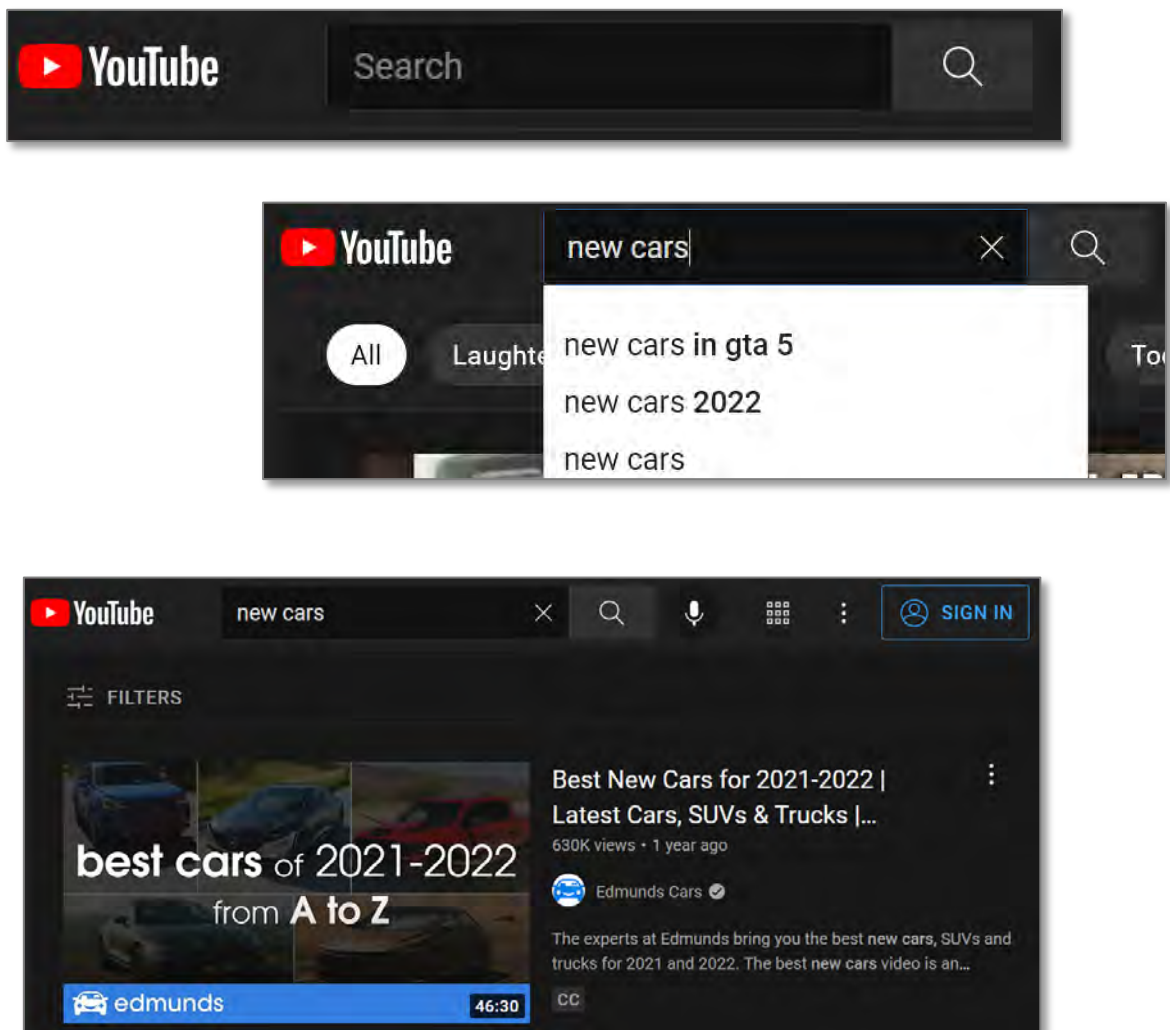 YouTube Search
YouTube new cars
All Laughte new cars in gta 5 To
new cars 2022
new cars
YouTube new cars SIGN IN
FILTERS
Best New Cars for 2021-2022 |
Latest Cars, SUVs & Trucks |...
630K views • 1 year ago
best cars of 2021-2022
from A to Z
Edmunds Cars
The experts at Edmunds bring you the best new cars, SUVs and
trucks for 2021 and 2022. The best new cars video is an...
edmunds 46:30 CC